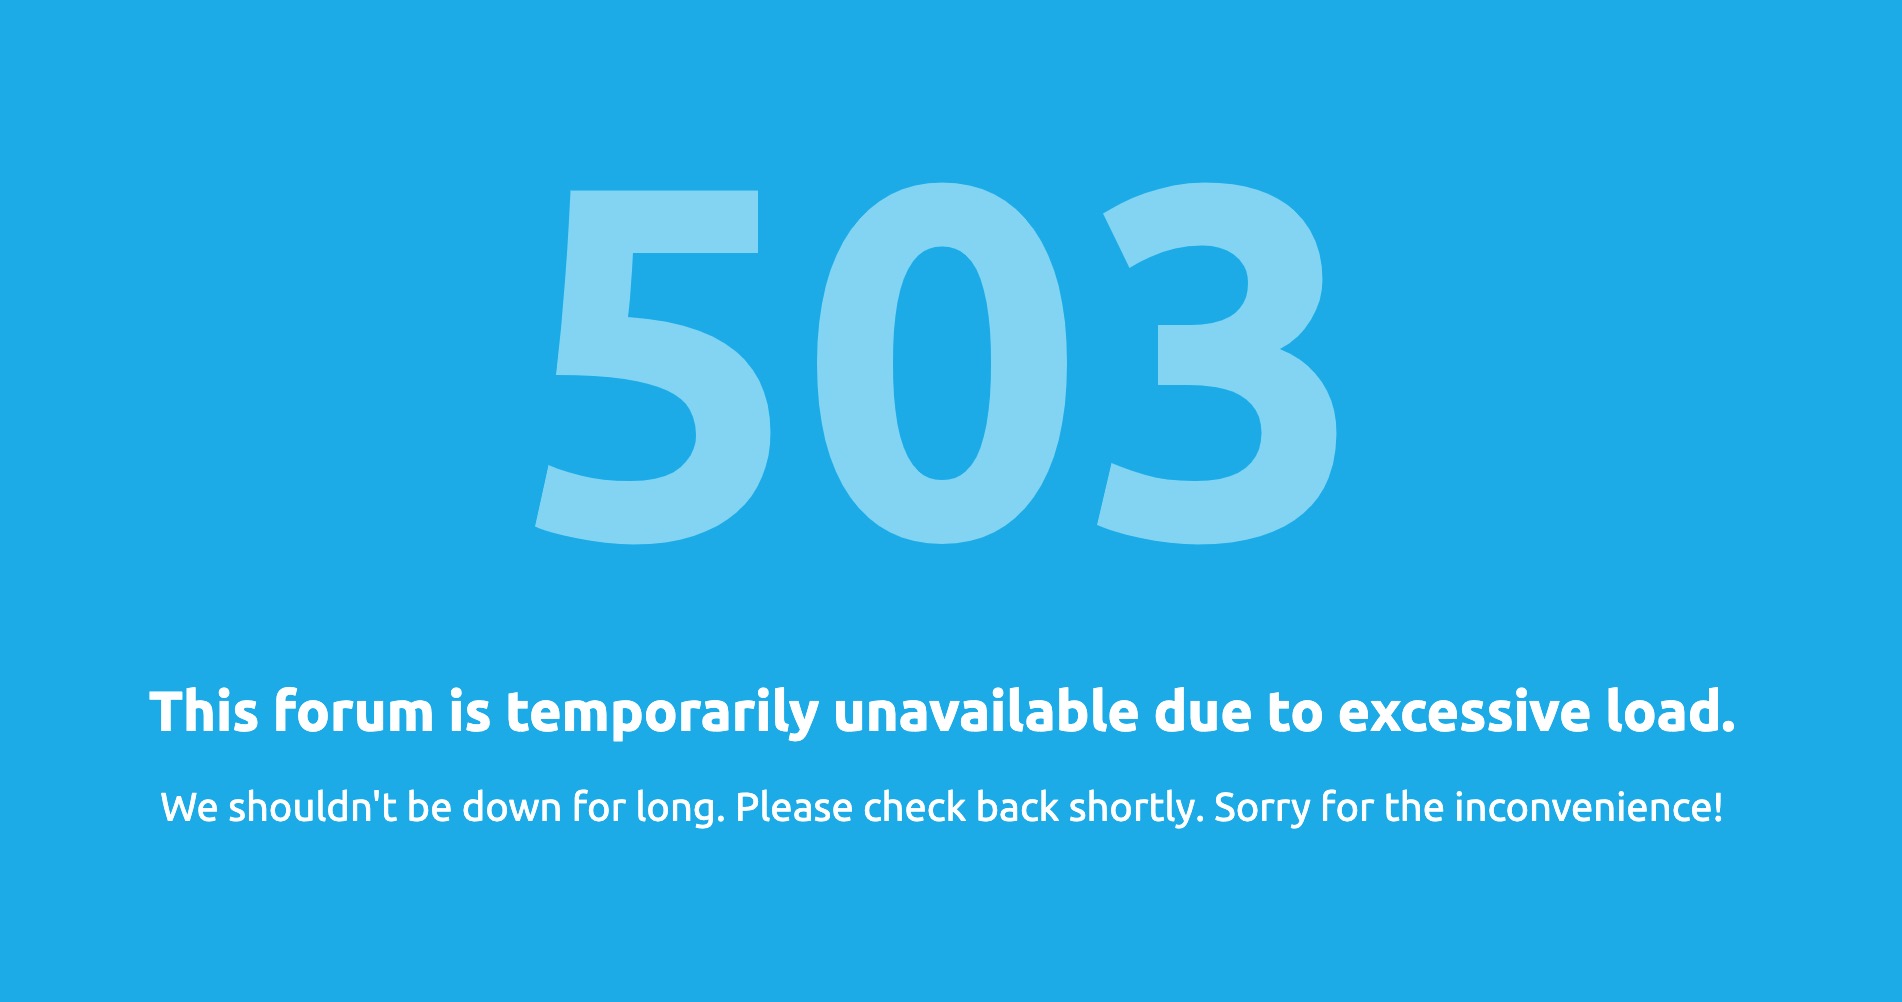 503
This forum is temporarily unavailable due to excessive load.
We shouldn't be down for long. Please check back shortly. Sorry for the inconvenience!